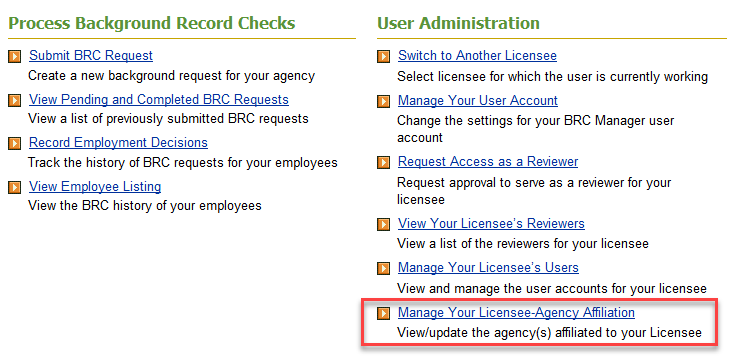 Process Background Record Checks
Submit BRC Request
Create a new background request for your agency
View Pending and Completed BRC Requests
View a list of previously submitted BRC requests
Record Employment Decisions
Track the history of BRC requests for your employees
View Employee Listing
View the BRC history of your employees
User Administration
Switch to Another Licensee
Select licensee for which the user is currently working
Manage Your User Account
Change the settings for your BRC Manager user
account
Request Access as a Reviewer
Request approval to serve as a reviewer for your
licensee
View Your Licensee's Reviewers
View a list of the reviewers for your licensee
Manage Your Licensee's Users
View and manage the user accounts for your licensee
Manage Your Licensee-Agency Affiliation
View/update the agency(s) affiliated to your Licensee